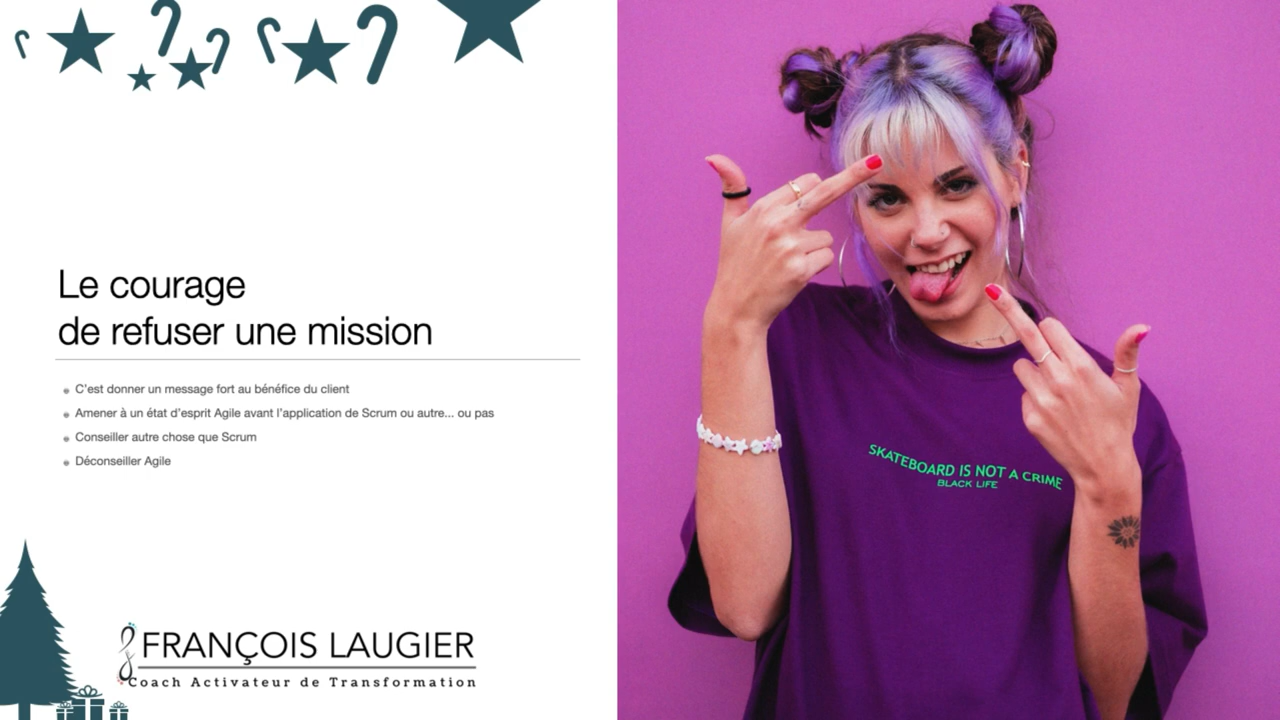 Le courage
de refuser une mission
C'est donner un message fort au bénéfice du client
Amener à un état d'esprit Agile avant l'application de Scrum ou autre... ou pas
Conseiller autre chose que Scrum
Déconseiller Agile
FRANÇOIS LAUGIER
Coach Activateur de Transformation
SKATEBOARD IS NOT A CRIME
BLACK LIFE